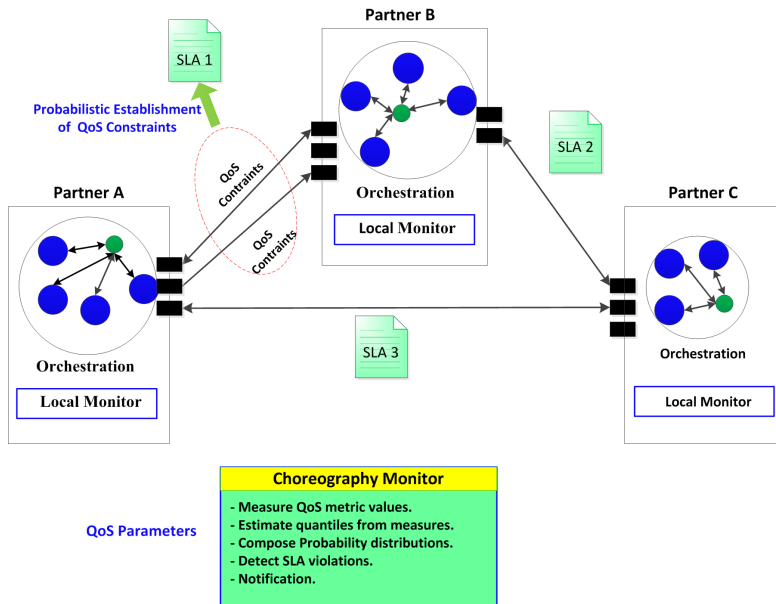 Partner B
SLA 1
Probabilistic Establishment
of QoS Constraints
SLA 2
QoS
Contraints
QoS
Contraints
Orchestration
Local Monitor
Partner A
Partner C
Orchestration
Local Monitor
SLA 3
Orchestration
Local Monitor
Choreography Monitor
QoS Parameters
- Measure QoS metric values.
- Estimate quantiles from measures.
- Compose Probability distributions.
- Detect SLA violations.
- Notification.